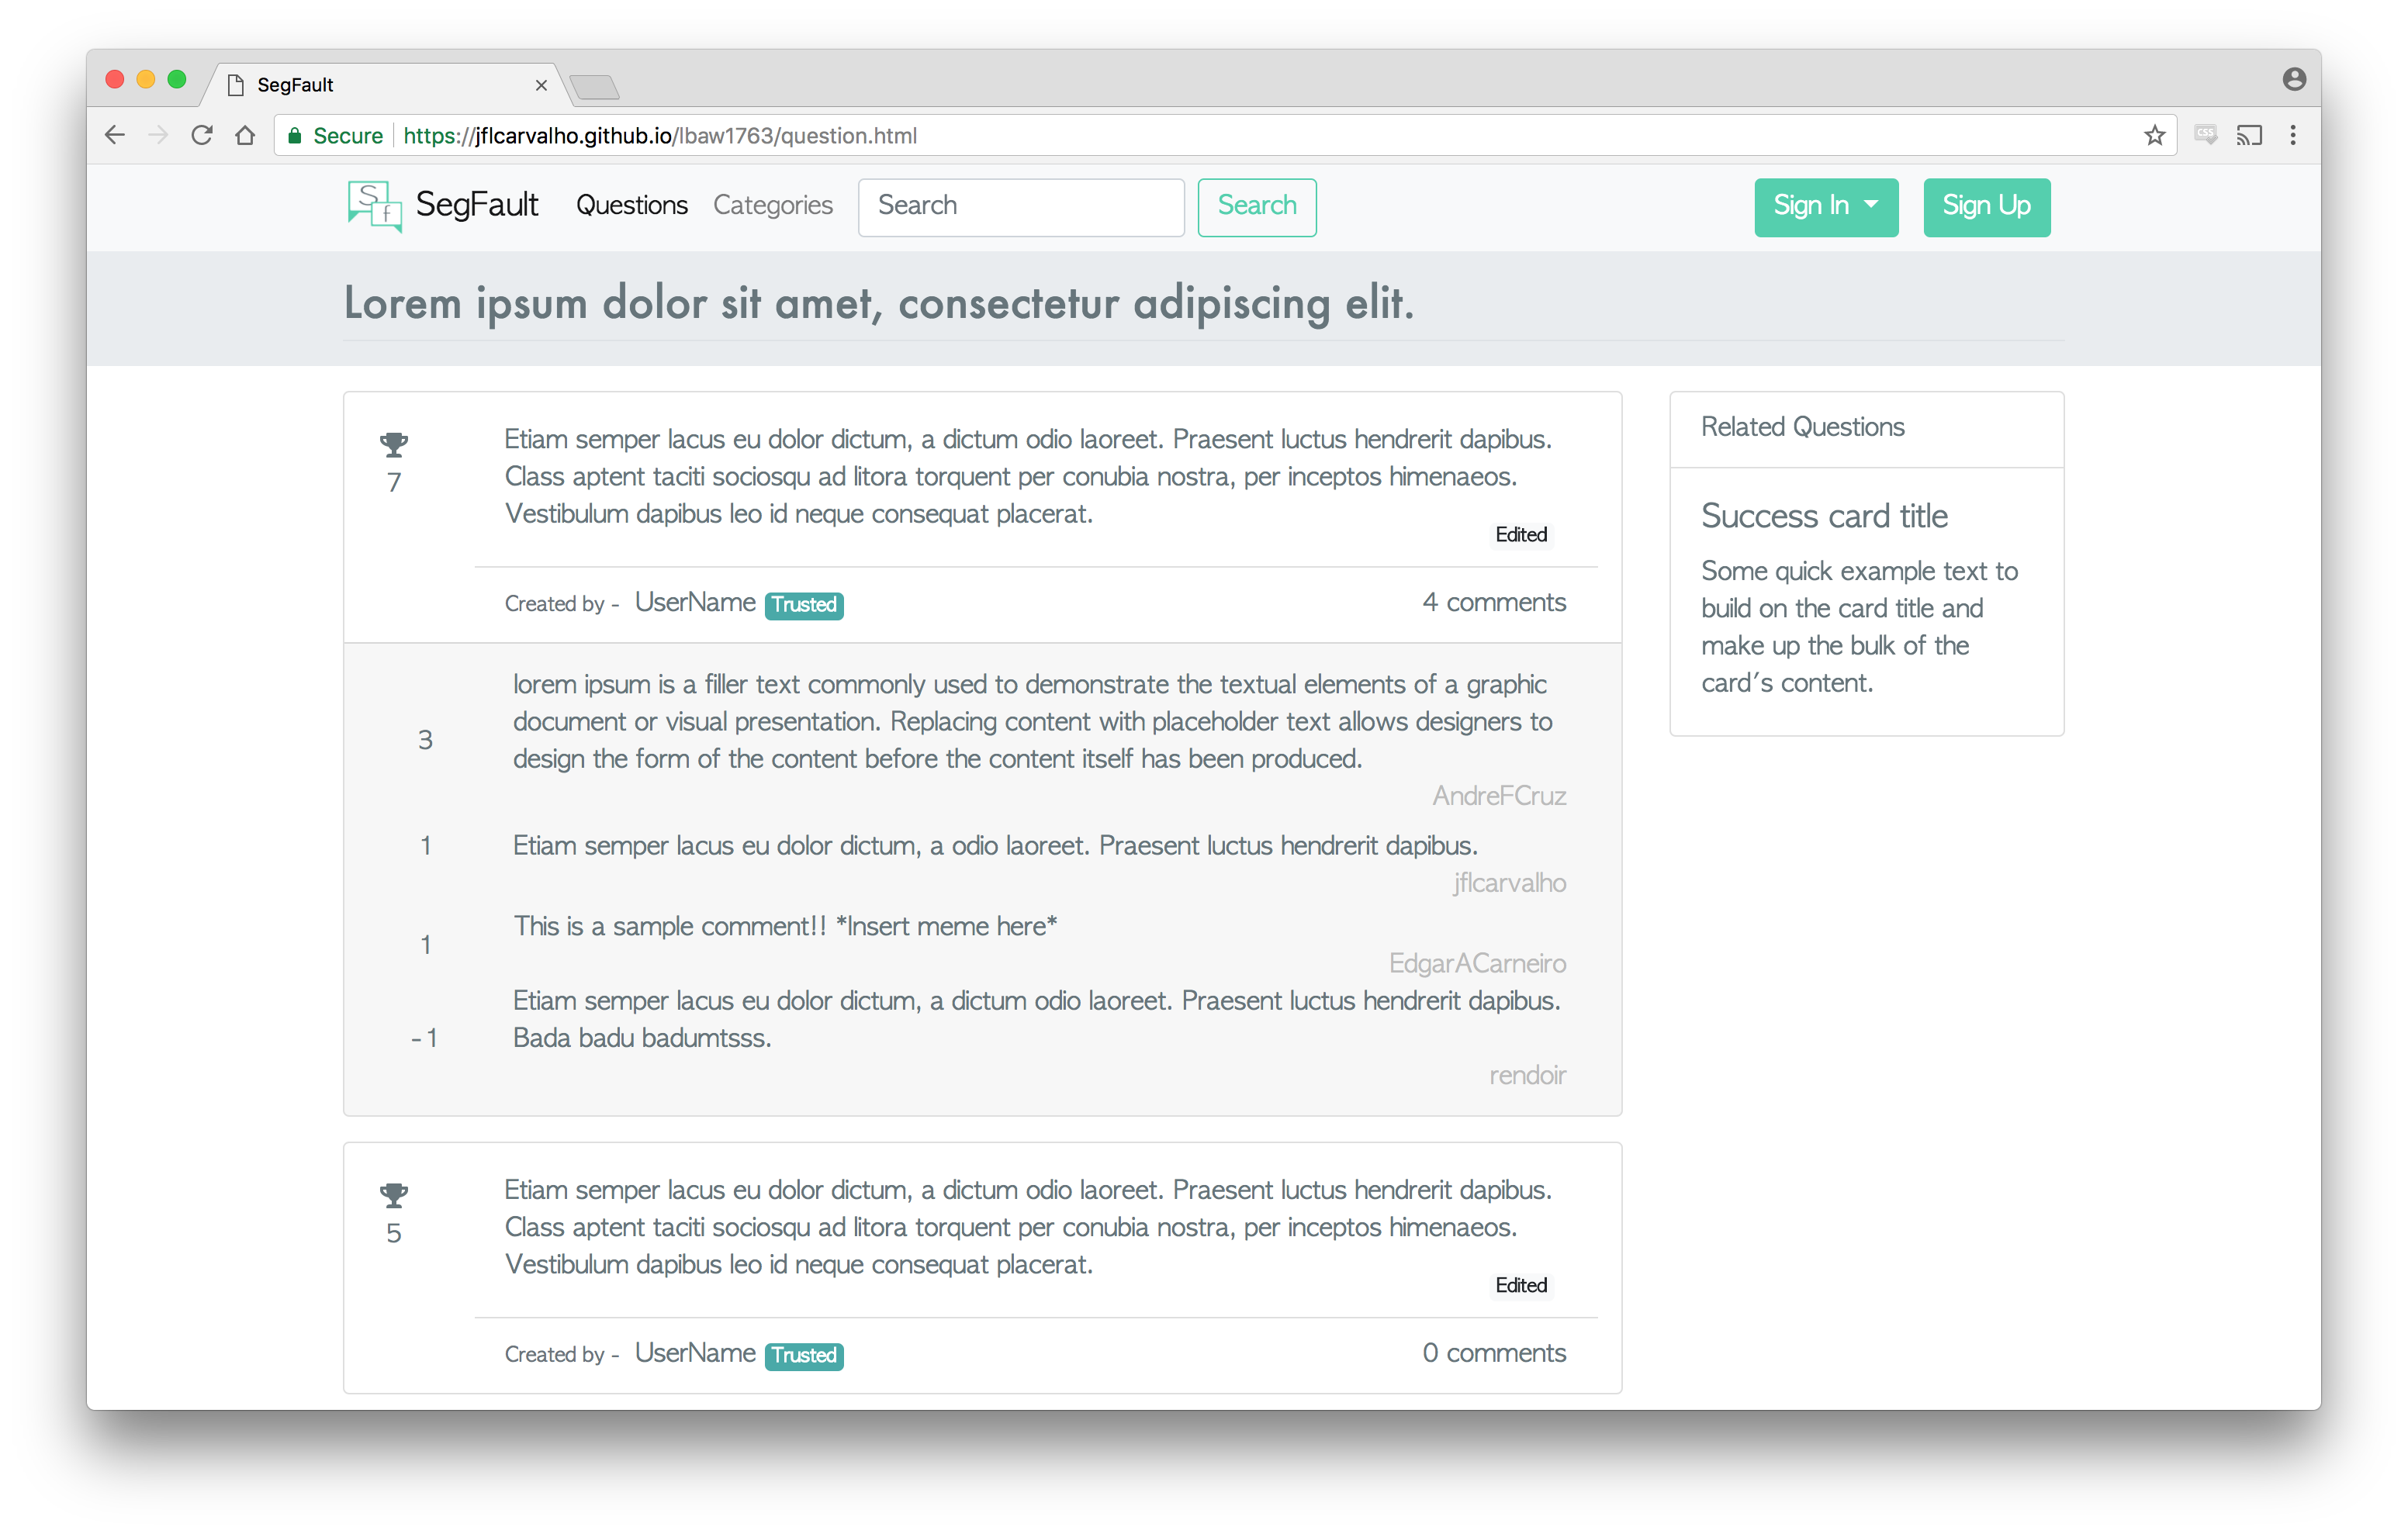 SegFault
Secure https://jflcarvalho.github.io/lbaw1763/question.html
CSS
S f SegFault Questions Categories Search Search Sign In Sign Up
Lorem ipsum dolor sit amet, consectetur adipiscing elit.
Etiam semper lacus eu dolor dictum, a dictum odio laoreet. Praesent luctus hendrerit dapibus.
7
Class aptent taciti sociosqu ad litora torquent per conubia nostra, per inceptos himenaeos.
Vestibulum dapibus leo id neque consequat placerat.
Edited
Created by - UserName Trusted 4 comments
lorem ipsum is a filler text commonly used to demonstrate the textual elements of a graphic
document or visual presentation. Replacing content with placeholder text allows designers to
3
design the form of the content before the content itself has been produced.
AndreFCruz
1 Etiam semper lacus eu dolor dictum, a odio laoreet. Praesent luctus hendrerit dapibus.
jflcarvalho
This is a sample comment!! *Insert meme here*
1
EdgarACarneiro
Etiam semper lacus eu dolor dictum, a dictum odio laoreet. Praesent luctus hendrerit dapibus.
-1 Bada badu badumtsss.
rendoir
Etiam semper lacus eu dolor dictum, a dictum odio laoreet. Praesent luctus hendrerit dapibus.
5 Class aptent taciti sociosqu ad litora torquent per conubia nostra, per inceptos himenaeos.
Vestibulum dapibus leo id neque consequat placerat.
Edited
Created by - UserName Trusted 0 comments
Related Questions
Success card title
Some quick example text to
build on the card title and
make up the bulk of the
card's content.